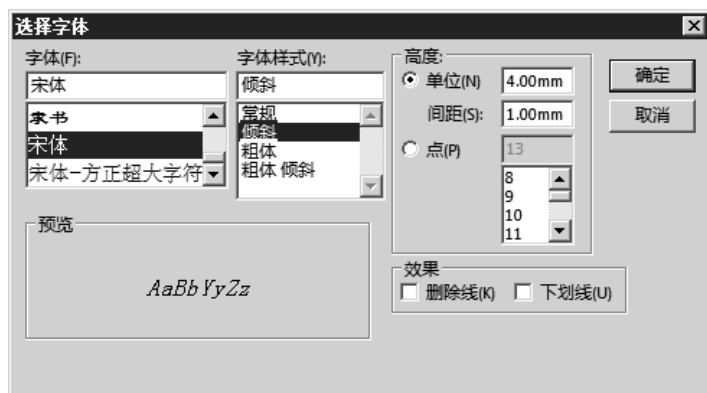 选择字体
字体(F):
宋体
隶书
宋体
宋体-方正超大字符
字体样式(Y):
倾斜
常规
倾斜
粗体
粗体 倾斜
高度:
单位(N) 4.00mm
间距(S): 1.00mm
点(P) 13
8
9
10
11
确定
取消
预览
AaBbYyZz
效果
删除线(K) 下划线(U)